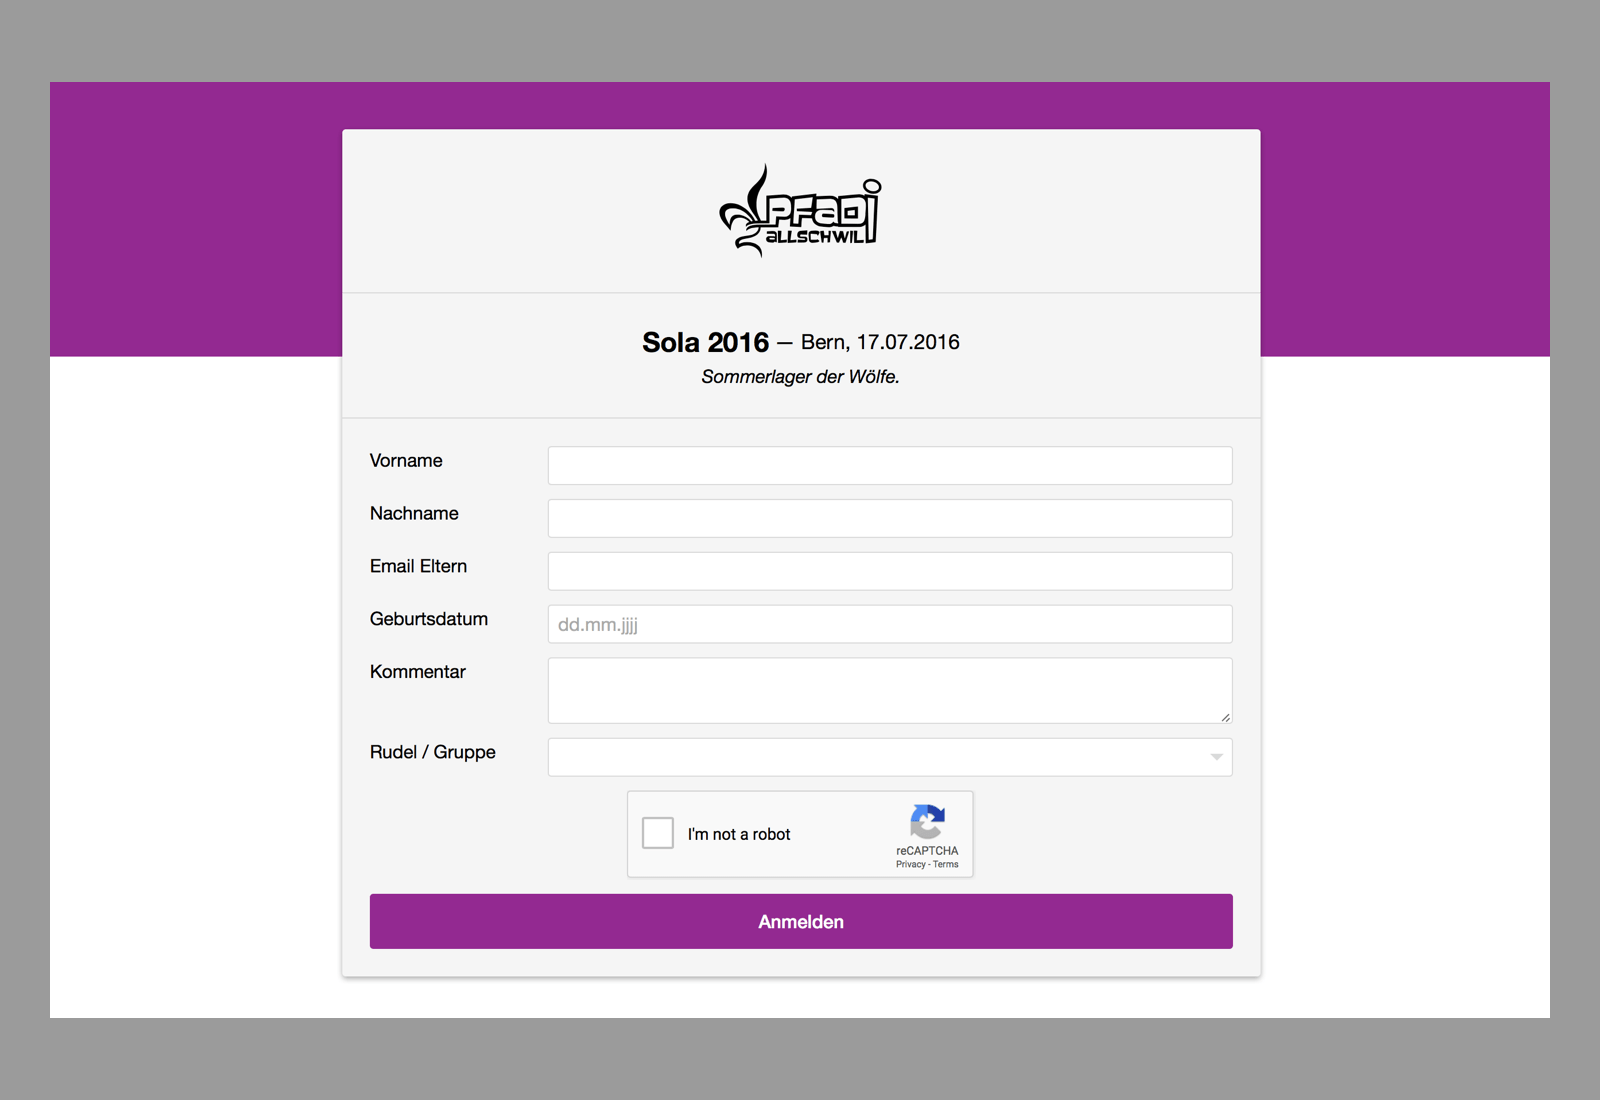 PFADI
ALLSCHWIL
Sola 2016 — Bern, 17.07.2016
Sommerlager der Wölfe.
Vorname
Nachname
Email Eltern
Geburtsdatum
dd.mm.jjjj
Kommentar
Rudel / Gruppe
I'm not a robot
reCAPTCHA
Privacy - Terms
Anmelden